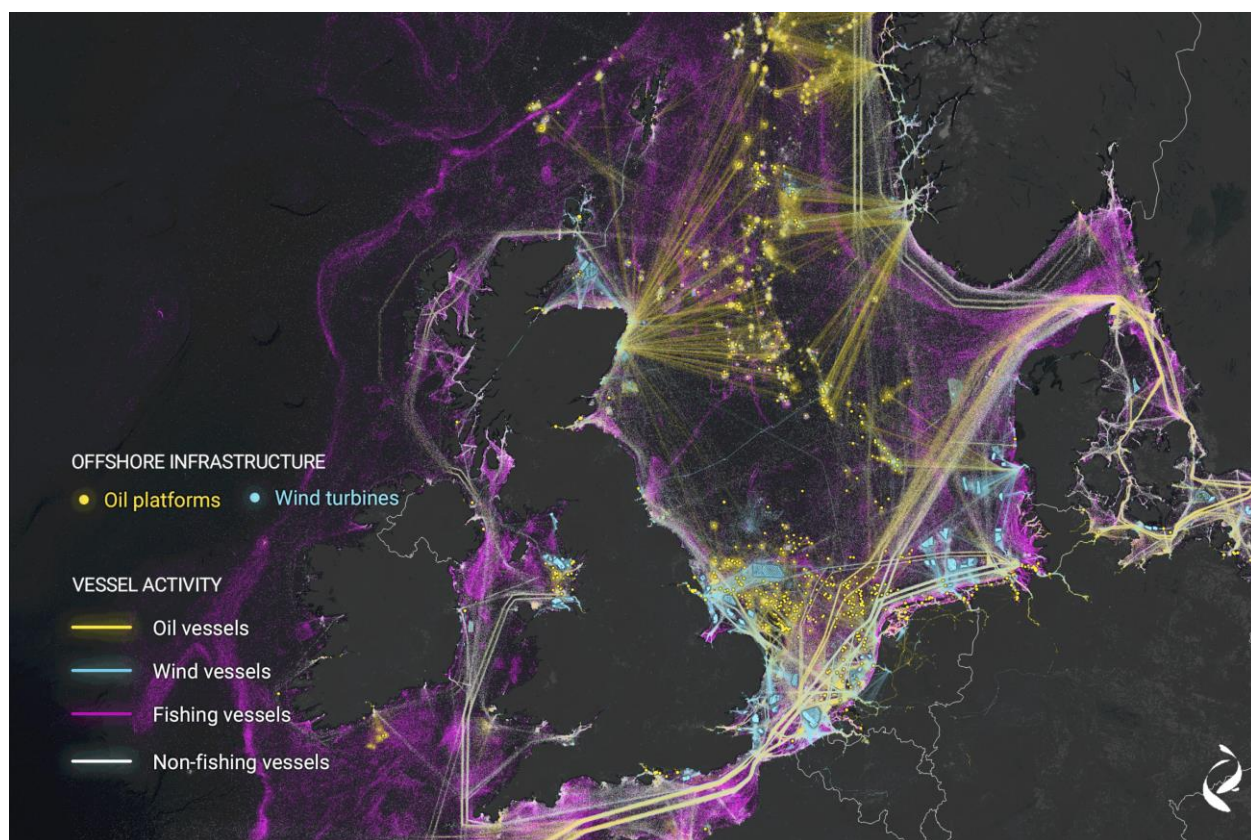 OFFSHORE INFRASTRUCTURE
Oil platforms Wind turbines
VESSEL ACTIVITY
Oil vessels
Wind vessels
Fishing vessels
Non-fishing vessels